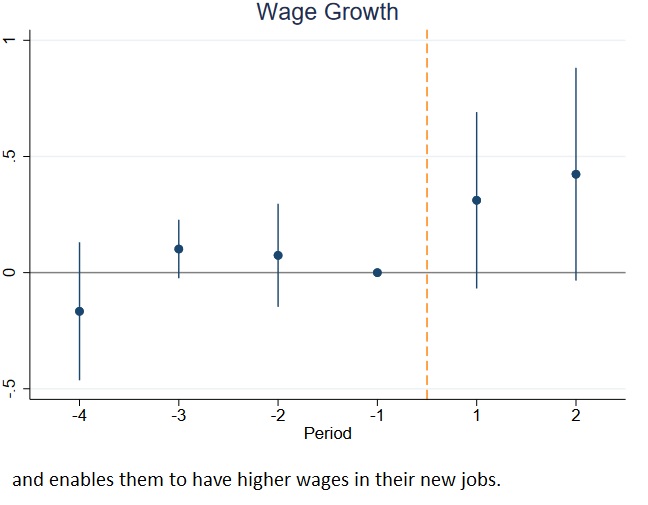 Wage Growth
1
.5
0
-.5
-4 -3 -2 -1 1 2
Period
and enables them to have higher wages in their new jobs.